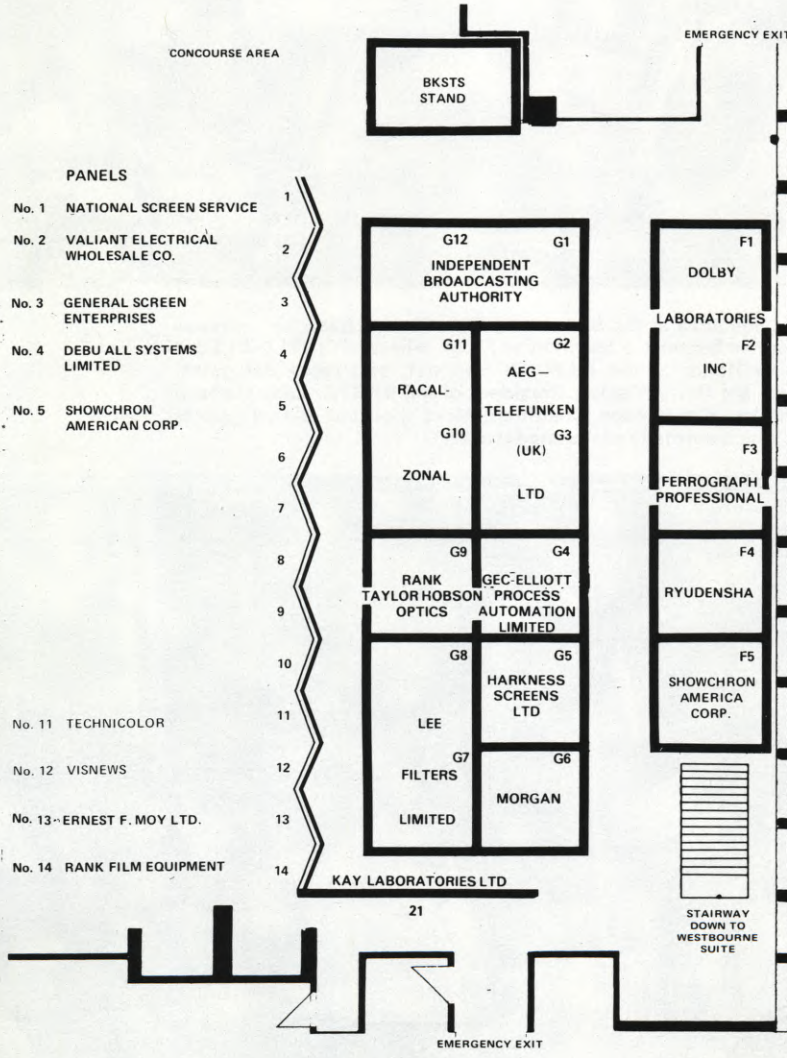 EMERGENCY EXIT
CONCOURSE AREA
BKSTS
STAND
PANELS
No. 1 NATIONAL SCREEN SERVICE
No. 2 VALIANT ELECTRICAL
WHOLESALE CO.
No. 3 GENERAL SCREEN
ENTERPRISES
No. 4 DEBU ALL SYSTEMS
LIMITED
No. 5 SHOWCHRON
AMERICAN CORP.
No. 11 TECHNICOLOR
No. 12 VISNEWS
No. 13 ERNEST F. MOY LTD.
No. 14 RANK FILM EQUIPMENT
1
2
3
4
5
6
7
8
9
10
11
12
13
14
G12 G1
INDEPENDENT
BROADCASTING
AUTHORITY
G11
RACAL-
G10
ZONAL
G2
AEG—
TELEFUNKEN
G3
(UK)
LTD
G9
RANK
TAYLOR HOBSON
OPTICS
G4
GEC-ELLIOTT
PROCESS
AUTOMATION
LIMITED
G8
LEE
G7
FILTERS
LIMITED
G5
HARKNESS
SCREENS
LTD
G6
MORGAN
F1
DOLBY
LABORATORIES
F2
INC
F3
FERROGRAPH
PROFESSIONAL
F4
RYUDENSHA
F5
SHOWCHRON
AMERICA
CORP.
KAY LABORATORIES LTD
21
STAIRWAY
DOWN TO
WESTBOURNE
SUITE
EMERGENCY EXIT